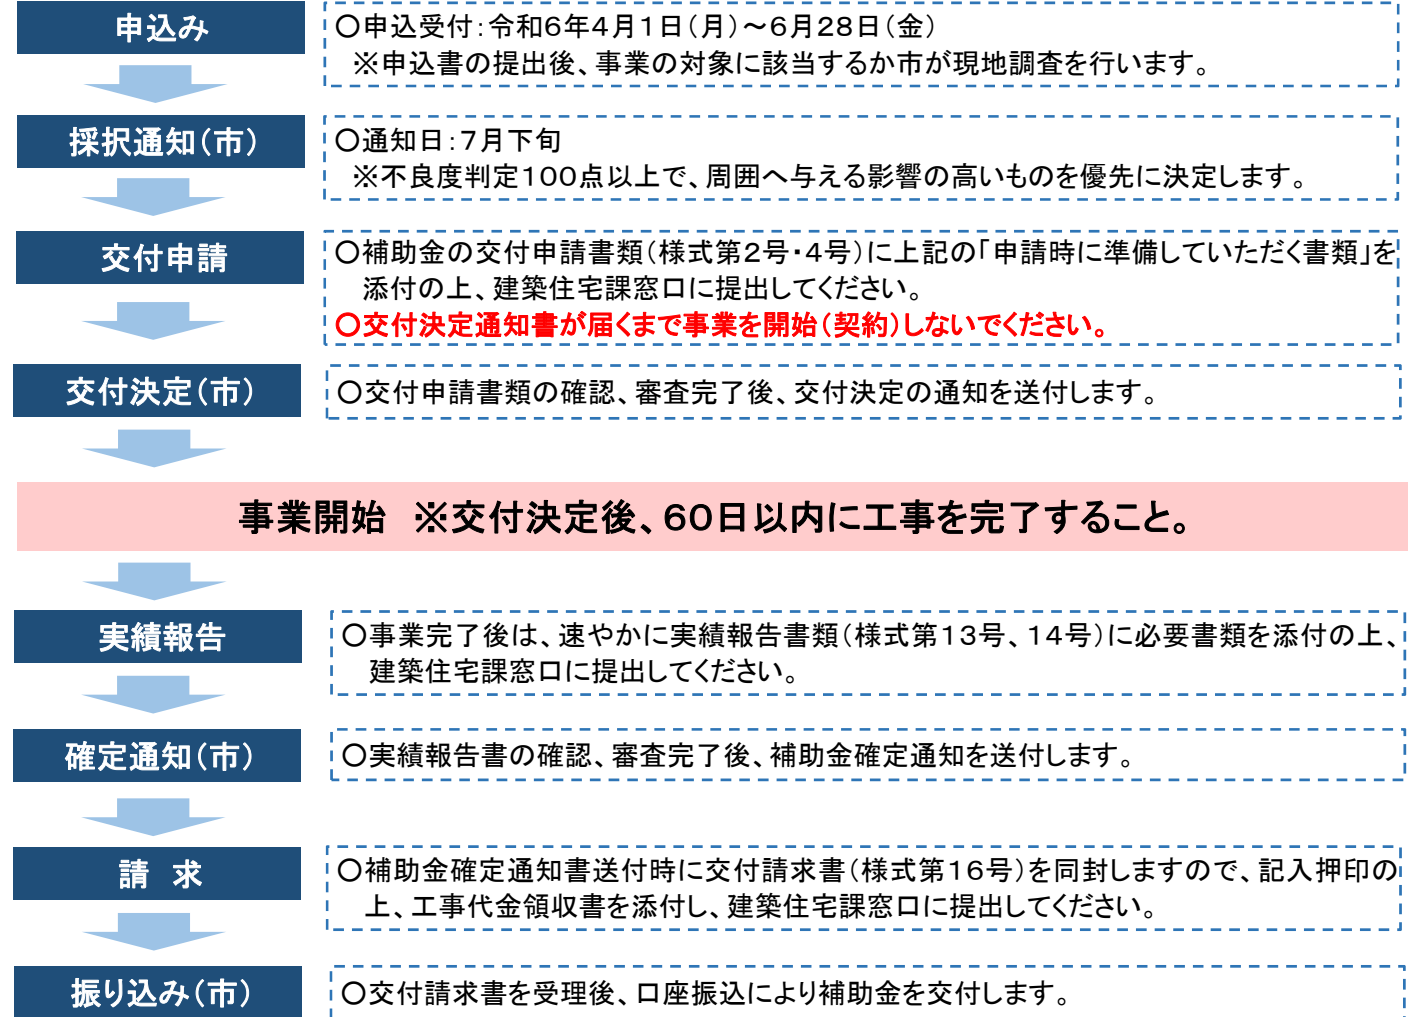 申込み
〇申込受付：令和6年4月1日（月）～6月28日（金）
※申込書の提出後、事業の対象に該当するか市が現地調査を行います。
採択通知（市）
〇通知日：7月下旬
※不良度判定100点以上で、周囲へ与える影響の高いものを優先に決定します。
交付申請
〇補助金の交付申請書類（様式第2号・4号）に上記の「申請時に準備していただく書類」を
添付の上、建築住宅課窓口に提出してください。
〇交付決定通知書が届くまで事業を開始（契約）しないでください。
交付決定（市）
〇交付申請書類の確認、審査完了後、交付決定の通知を送付します。
事業開始　※交付決定後、60日以内に工事を完了すること。
実績報告
〇事業完了後は、速やかに実績報告書類（様式第13号、14号）に必要書類を添付の上、
建築住宅課窓口に提出してください。
確定通知（市）
〇実績報告書の確認、審査完了後、補助金確定通知を送付します。
請　求
〇補助金確定通知書送付時に交付請求書（様式第16号）を同封しますので、記入押印の
上、工事代金領収書を添付し、建築住宅課窓口に提出してください。
振り込み（市）
〇交付請求書を受理後、口座振込により補助金を交付します。